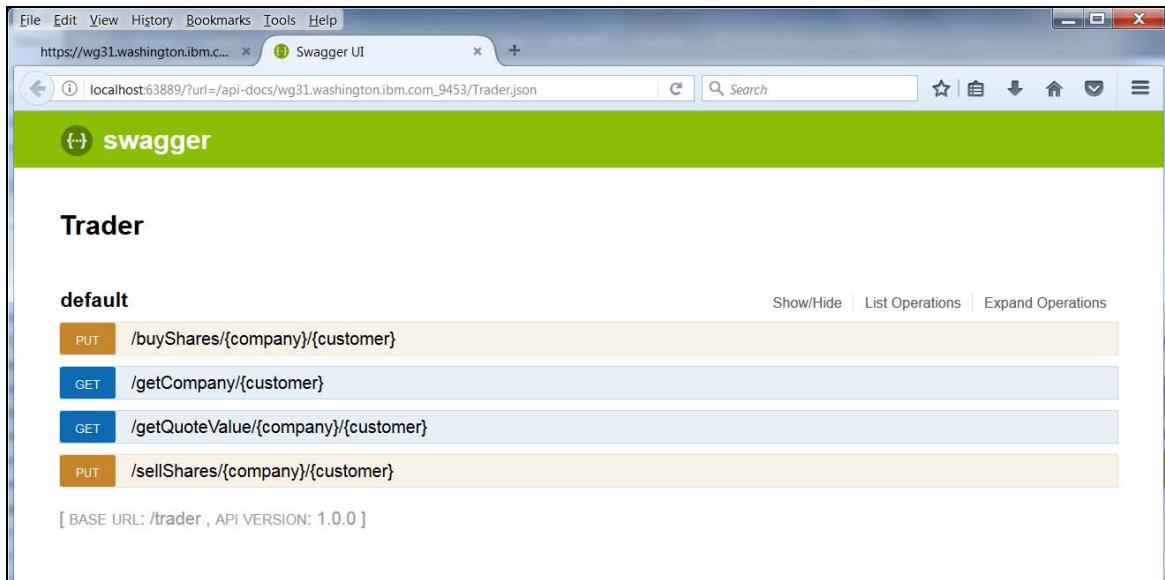 File Edit View History Bookmarks Tools Help
https://wg31.washington.ibm.c... × Swagger UI × +
localhost:63889/?url=/api-docs/wg31.washington.ibm.com_9453/Trader.json Search
{··} swagger
Trader
default Show/Hide List Operations Expand Operations
PUT /buyShares/{company}/{customer}
GET /getCompany/{customer}
GET /getQuoteValue/{company}/{customer}
PUT /sellShares/{company}/{customer}
[ BASE URL: /trader , API VERSION: 1.0.0 ]